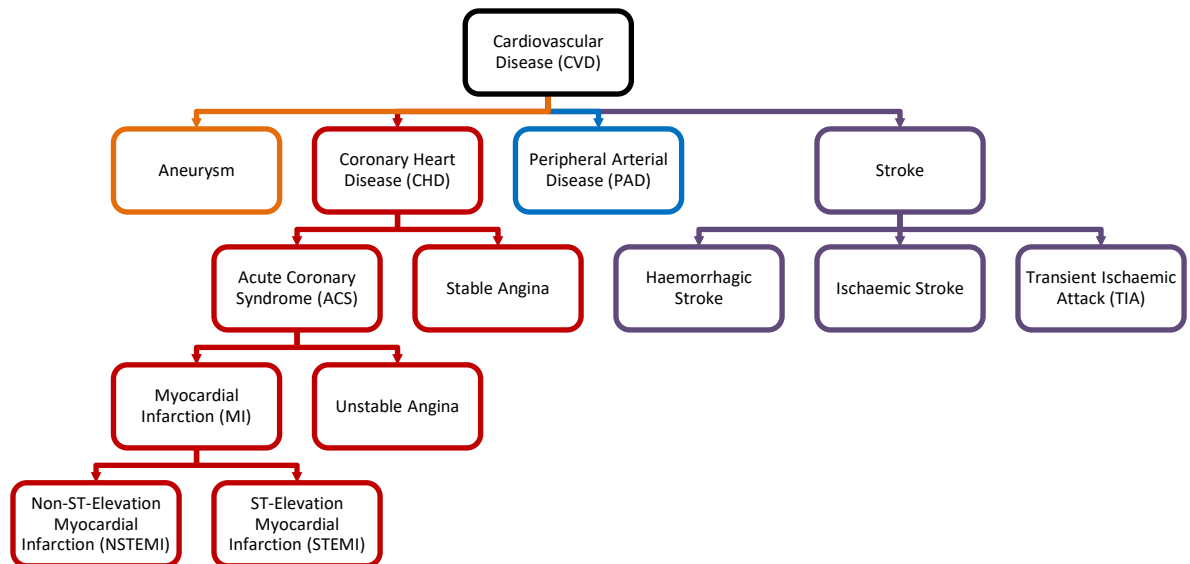 Cardiovascular
Disease (CVD)
Aneurysm
Coronary Heart
Disease (CHD)
Peripheral Arterial
Disease (PAD)
Stroke
Acute Coronary
Syndrome (ACS)
Stable Angina
Haemorrhagic
Stroke
Ischaemic Stroke
Transient Ischaemic
Attack (TIA)
Myocardial
Infarction (MI)
Unstable Angina
Non-ST-Elevation
Myocardial
Infarction (NSTEMI)
ST-Elevation
Myocardial
Infarction (STEMI)